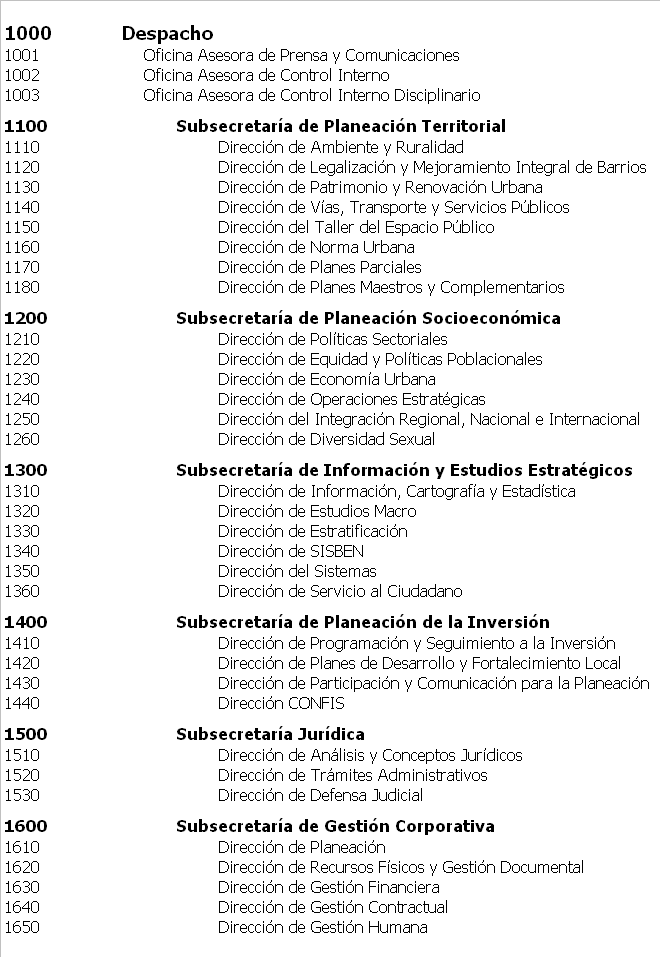 1000 Despacho
1001 Oficina Asesora de Prensa y Comunicaciones
1002 Oficina Asesora de Control Interno
1003 Oficina Asesora de Control Interno Disciplinario
1100 Subsecretaría de Planeación Territorial
1110 Dirección de Ambiente y Ruralidad
1120 Dirección de Legalización y Mejoramiento Integral de Barrios
1130 Dirección de Patrimonio y Renovación Urbana
1140 Dirección de Vías, Transporte y Servicios Públicos
1150 Dirección del Taller del Espacio Público
1160 Dirección de Norma Urbana
1170 Dirección de Planes Parciales
1180 Dirección de Planes Maestros y Complementarios
1200 Subsecretaría de Planeación Socioeconómica
1210 Dirección de Políticas Sectoriales
1220 Dirección de Equidad y Políticas Poblacionales
1230 Dirección de Economía Urbana
1240 Dirección de Operaciones Estratégicas
1250 Dirección del Integración Regional, Nacional e Internacional
1260 Dirección de Diversidad Sexual
1300 Subsecretaría de Información y Estudios Estratégicos
1310 Dirección de Información, Cartografía y Estadística
1320 Dirección de Estudios Macro
1330 Dirección de Estratificación
1340 Dirección de SISBEN
1350 Dirección del Sistemas
1360 Dirección de Servicio al Ciudadano
1400 Subsecretaría de Planeación de la Inversión
1410 Dirección de Programación y Seguimiento a la Inversión
1420 Dirección de Planes de Desarrollo y Fortalecimiento Local
1430 Dirección de Participación y Comunicación para la Planeación
1440 Dirección CONFIS
1500 Subsecretaría Jurídica
1510 Dirección de Análisis y Conceptos Jurídicos
1520 Dirección de Trámites Administrativos
1530 Dirección de Defensa Judicial
1600 Subsecretaría de Gestión Corporativa
1610 Dirección de Planeación
1620 Dirección de Recursos Físicos y Gestión Documental
1630 Dirección de Gestión Financiera
1640 Dirección de Gestión Contractual
1650 Dirección de Gestión Humana